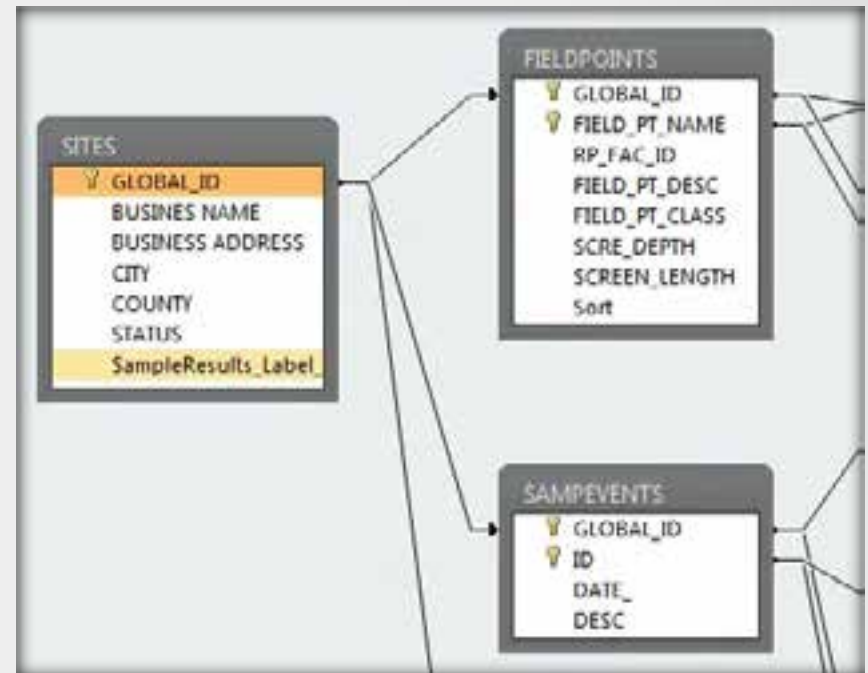 SITES
GLOBAL_ID
BUSINES NAME
BUSINESS ADDRESS
CITY
COUNTY
STATUS
SampleResults_Label_
FIELDPOINTS
GLOBAL_ID
FIELD_PT_NAME
RP_FAC_ID
FIELD_PT_DESC
FIELD_PT_CLASS
SCRE_DEPTH
SCREEN_LENGTH
Sort
SAMPEVENTS
GLOBAL_ID
ID
DATE_
DESC